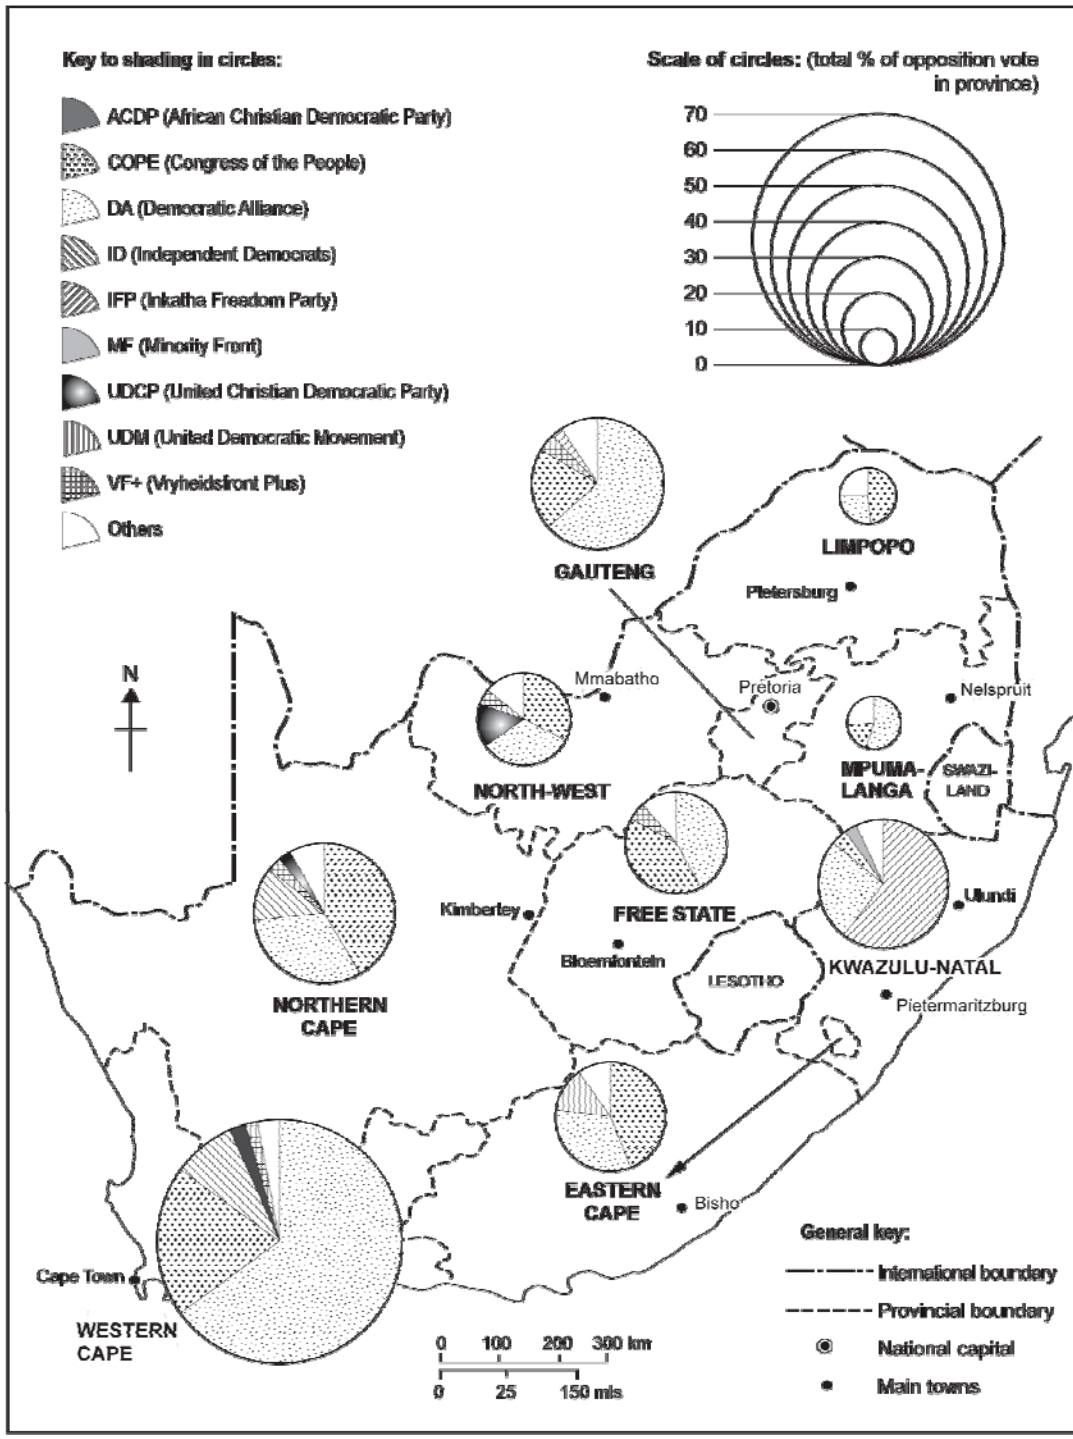 Key to shading in circles:
ACDP (African Christian Democratic Party)
COPE (Congress of the People)
DA (Democratic Alliance)
ID (Independent Democrats)
IFP (Inkatha Freedom Party)
MF (Minority Front)
UDCP (United Christian Democratic Party)
UDM (United Democratic Movement)
VF+ (Vryheidsfront Plus)
Others
Scale of circles: (total % of opposition vote
in province)
70
60
50
40
30
20
10
0
GAUTENG
LIMPOPO
Pietersburg
N
Mmabatho
Pretoria
Nelspruit
NORTH-WEST
MPUMA-
LANGA
SWAZI-
LAND
Kimberley
FREE STATE
Ulundi
Bloemfontein
LESOTHO
KWAZULU-NATAL
Pietermaritzburg
NORTHERN
CAPE
EASTERN
CAPE
Bisho
Cape Town
WESTERN
CAPE
0 100 200 300 km
0 25 150 mls
General key:
International boundary
Provincial boundary
National capital
Main towns